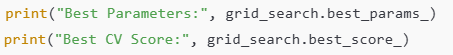 print("Best Parameters:", grid_search.best_params_)
print("Best CV Score:", grid_search.best_score_)